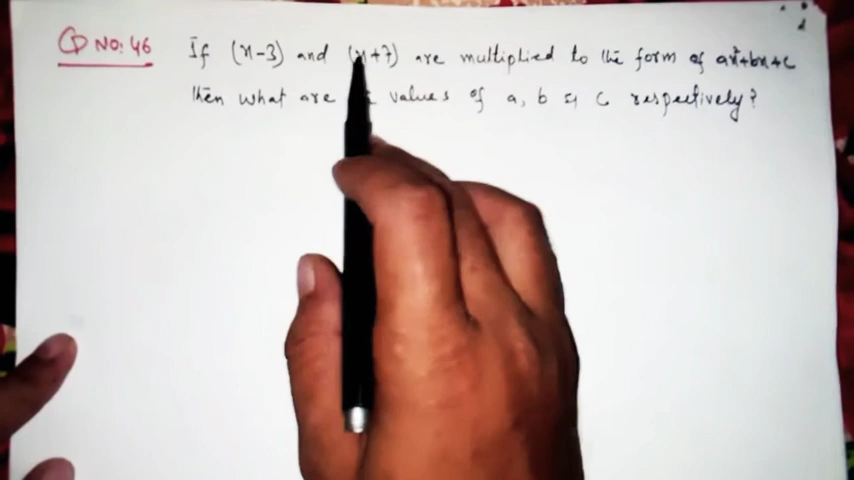 Q NO: 46 If (x-3) and (x+7) are multiplied to the form of ax²+bx+c
then what are values of a, b & c respectively?